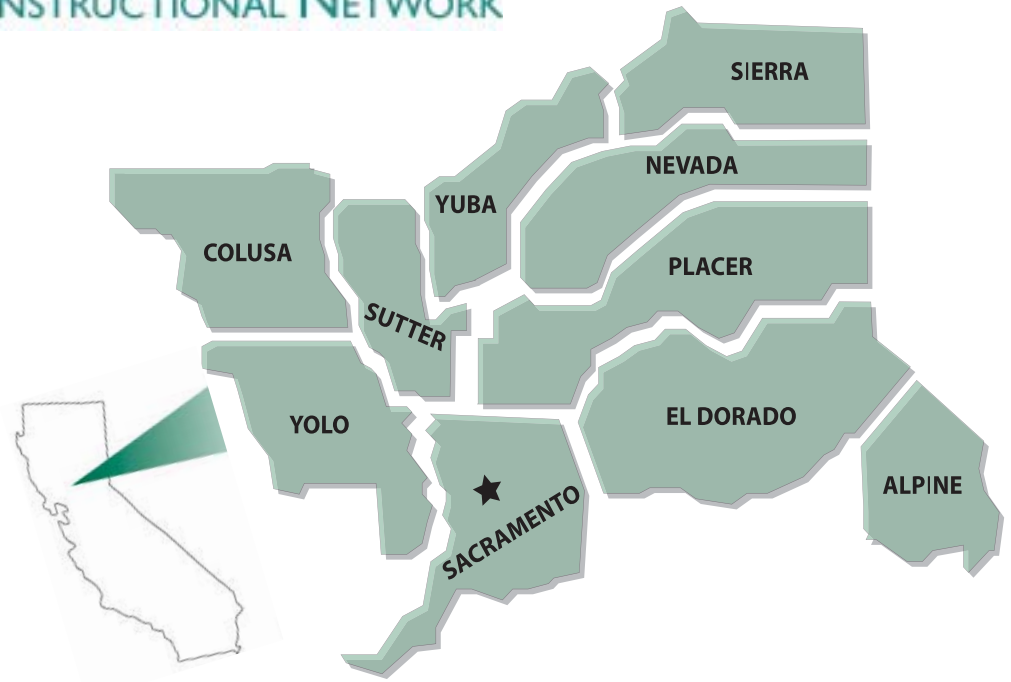 NSTRUCTIONAL NETWORK
SIERRA
NEVADA
YUBA
COLUSA
PLACER
SUTTER
YOLO
EL DORADO
ALPINE
SACRAMENTO